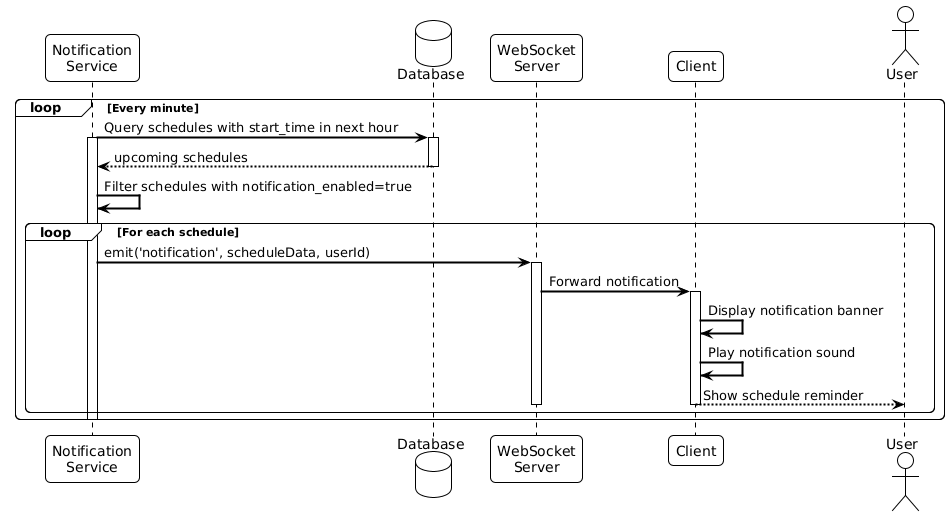 Notification
Service
Database
WebSocket
Server
Client
User
loop [Every minute]
Query schedules with start_time in next hour
upcoming schedules
Filter schedules with notification_enabled=true
loop [For each schedule]
emit('notification', scheduleData, userId)
Forward notification
Display notification banner
Play notification sound
Show schedule reminder
Notification
Service
Database
WebSocket
Server
Client
User